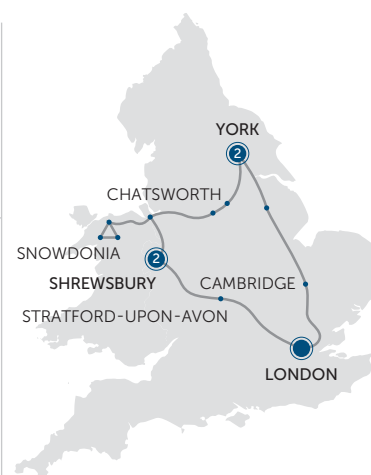 YORK
2
CHATSWORTH
SNOWDONIA
2
SHREWSBURY
CAMBRIDGE
STRATFORD-UPON-AVON
LONDON